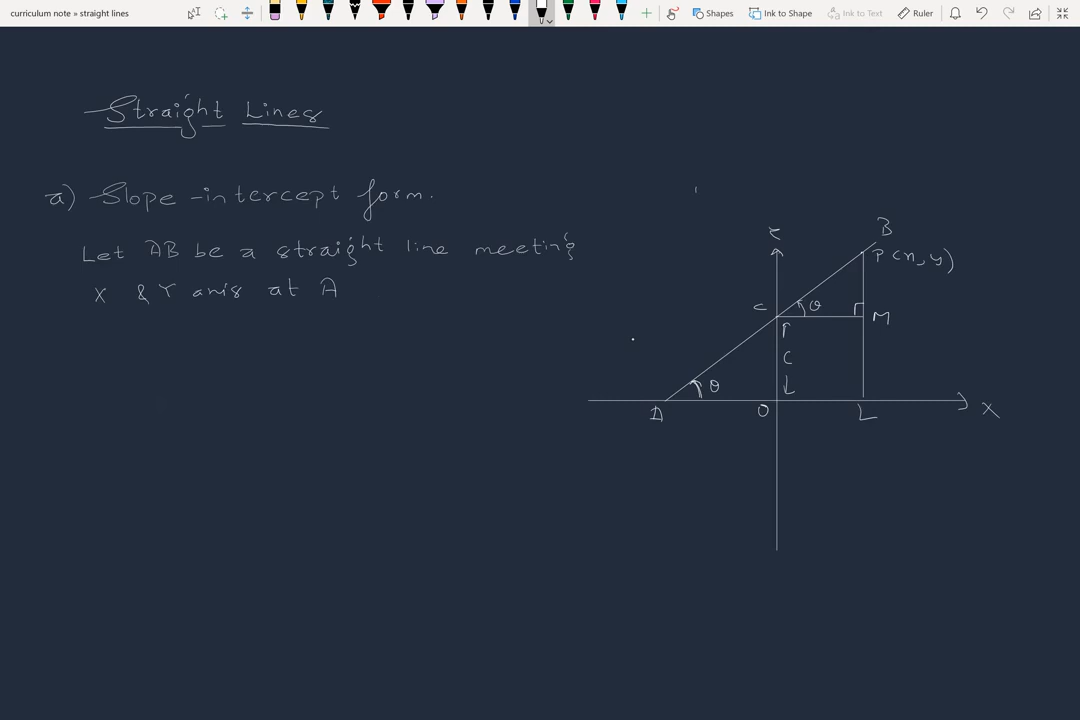 curriculum note » straight lines
Shapes
Ink to Shape
Ink to Text
Ruler
Straight Lines
a) Slope-intercept form.
Let AB be a straight line meeting
X & Y axis at A
B
P(x, y)
C
θ
M
C
θ
A
O
L
X